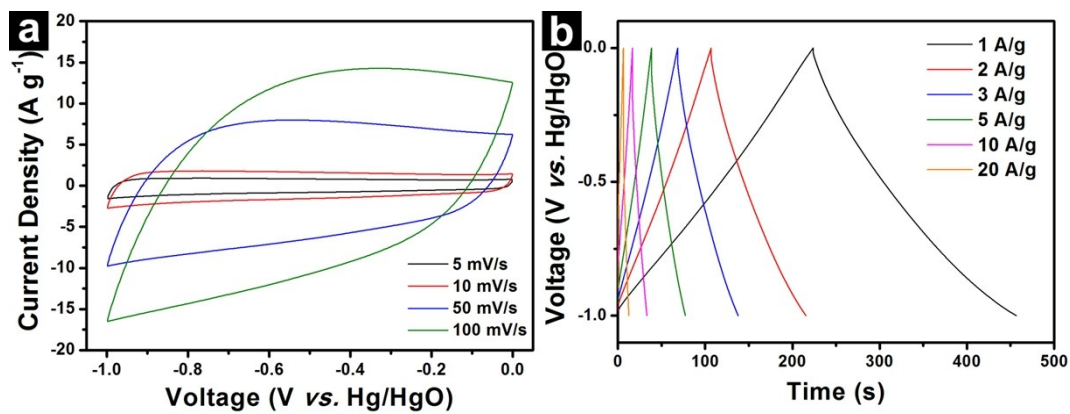 a
20
15
10
5
0
-5
-10
-15
-20
Current Density (A g-1)
-1.0 -0.8 -0.6 -0.4 -0.2 0.0
Voltage (V vs. Hg/HgO)
5 mV/s
10 mV/s
50 mV/s
100 mV/s
b
0.0
-0.5
-1.0
Voltage (V vs. Hg/HgO)
0 100 200 300 400 500
Time (s)
1 A/g
2 A/g
3 A/g
5 A/g
10 A/g
20 A/g